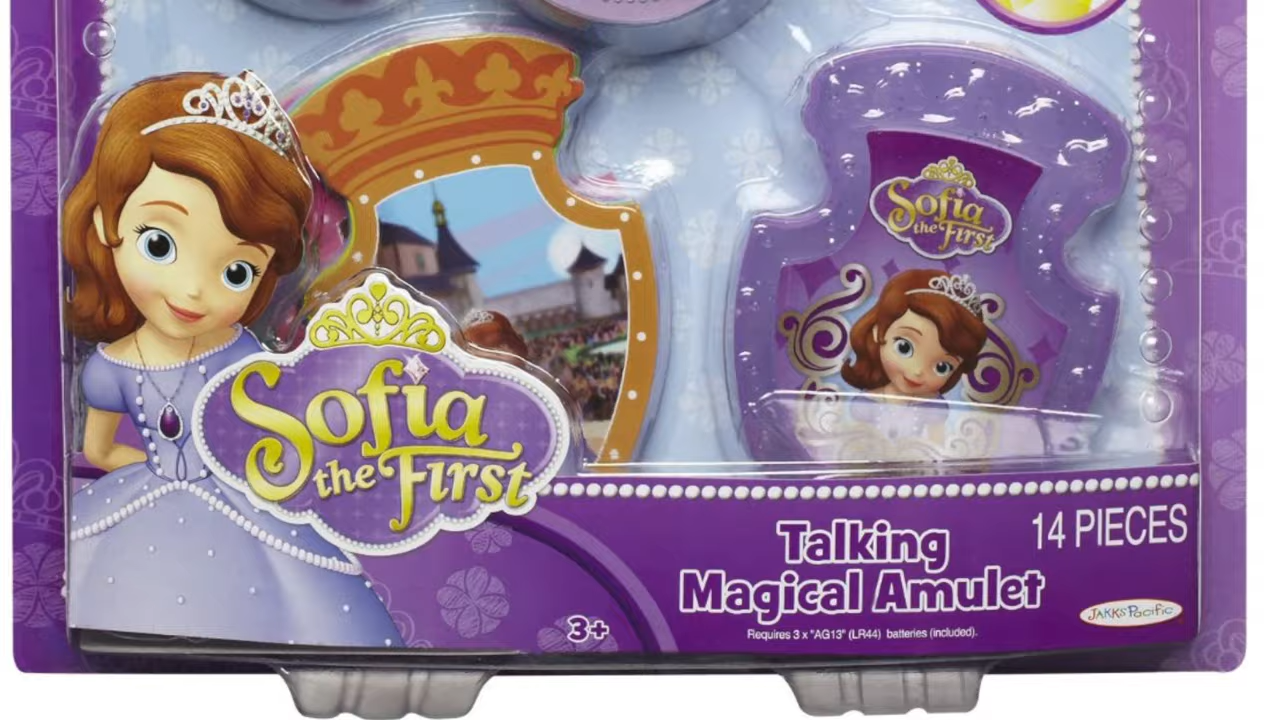 Sofia
the First
Sofia
the First
Talking
Magical Amulet
14 PIECES
Requires 3 x "AG13" (LR44) batteries (included).
3+
JAKKS Pacific